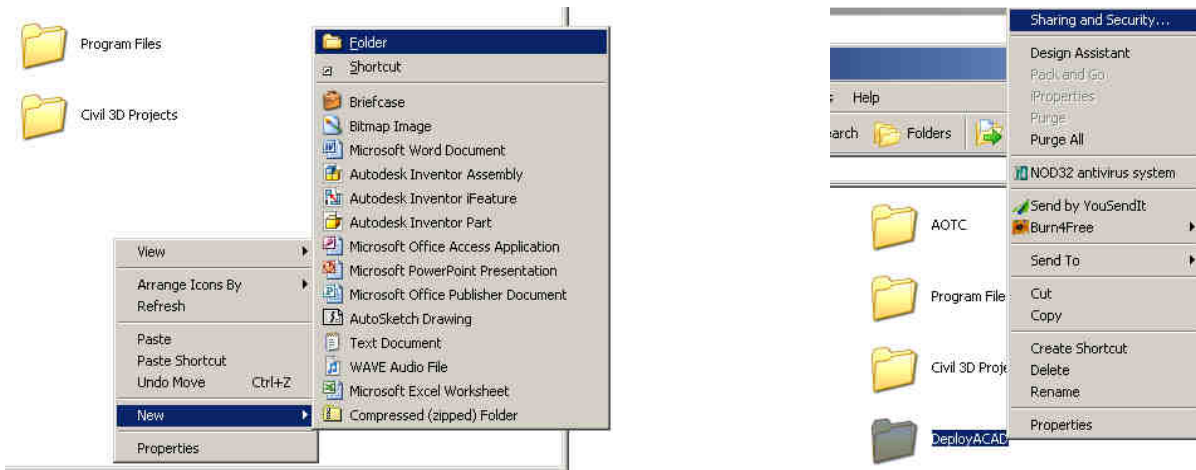 Program Files
Civil 3D Projects
View
Arrange Icons By
Refresh
Paste
Paste Shortcut
Undo Move Ctrl+Z
New
Properties
Folder
Shortcut
Briefcase
Bitmap Image
Microsoft Word Document
Autodesk Inventor Assembly
Autodesk Inventor iFeature
Autodesk Inventor Part
Microsoft Office Access Application
Microsoft PowerPoint Presentation
Microsoft Office Publisher Document
AutoSketch Drawing
Text Document
WAVE Audio File
Microsoft Excel Worksheet
Compressed (zipped) Folder
Help
arch Folders
AOTC
Program File
Civil 3D Proje
DeployACAD
Sharing and Security...
Design Assistant
Pack and Go
iProperties
Purge
Purge All
NOD32 antivirus system
Send by YouSendIt
Burn4Free
Send To
Cut
Copy
Create Shortcut
Delete
Rename
Properties